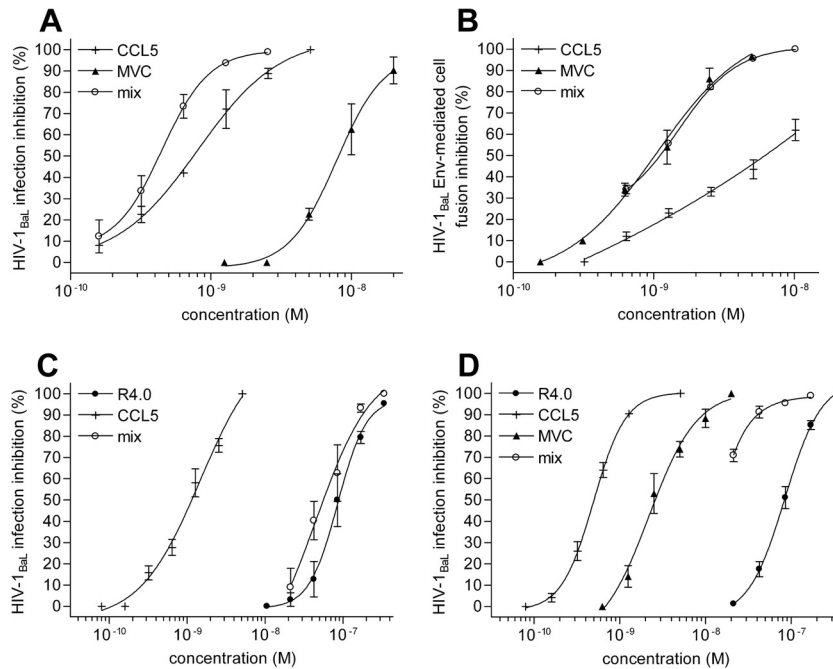 A
CCL5
MVC
mix
HIV-1BaL infection inhibition (%)
100
90
80
70
60
50
40
30
20
10
0
10-10
10-9
10-8
concentration (M)
B
CCL5
MVC
mix
HIV-1BaL Env-mediated cell
fusion inhibition (%)
100
90
80
70
60
50
40
30
20
10
0
10-10
10-9
10-8
concentration (M)
C
R4.0
CCL5
mix
HIV-1BaL infection inhibition (%)
100
90
80
70
60
50
40
30
20
10
0
10-10
10-9
10-8
10-7
concentration (M)
D
R4.0
CCL5
MVC
mix
HIV-1BaL infection inhibition (%)
100
90
80
70
60
50
40
30
20
10
0
10-10
10-9
10-8
10-7
concentration (M)